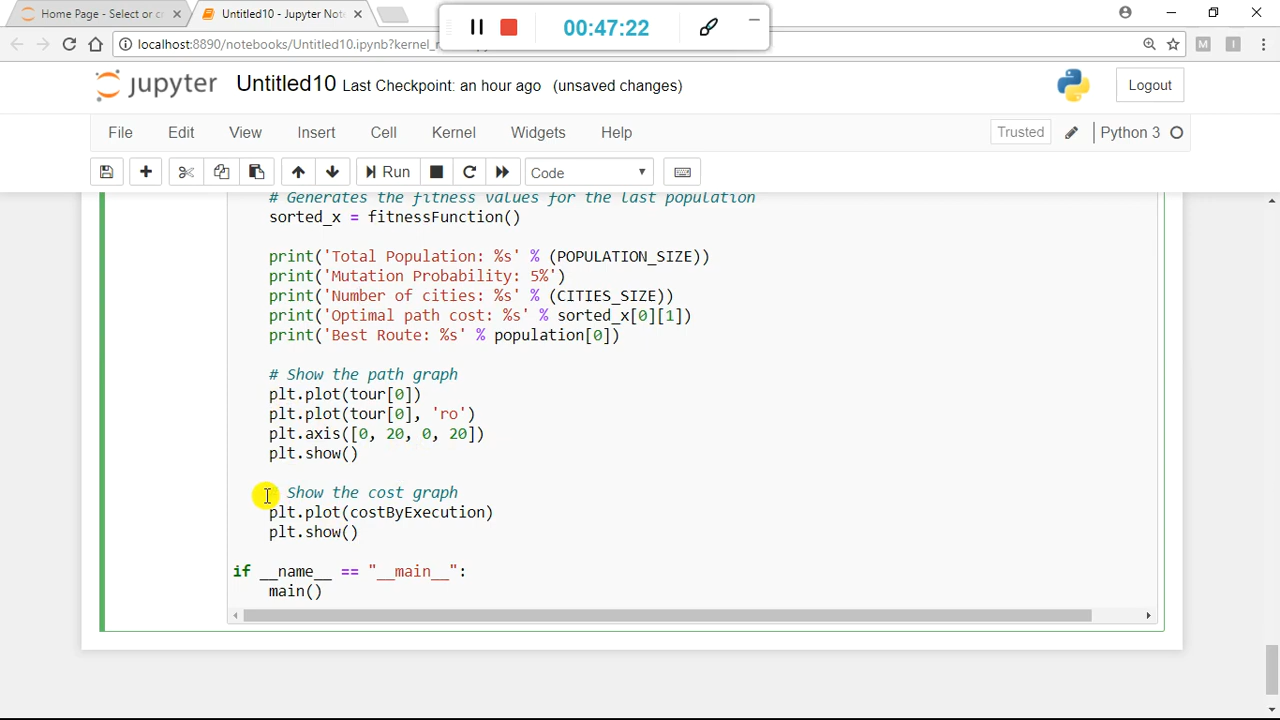 Home Page - Select or c
Untitled10 - Jupyter Not
00:47:22
localhost:8890/notebooks/Untitled10.ipynb?kernel_
M
I
jupyter
Untitled10 Last Checkpoint: an hour ago (unsaved changes)
Logout
File Edit View Insert Cell Kernel Widgets Help
Trusted
Python 3
Run
Code
# Generates the fitness values for the last population
sorted_x = fitnessFunction()
print('Total Population: %s' % (POPULATION_SIZE))
print('Mutation Probability: 5%')
print('Number of cities: %s' % (CITIES_SIZE))
print('Optimal path cost: %s' % sorted_x[0][1])
print('Best Route: %s' % population[0])
# Show the path graph
plt.plot(tour[0])
plt.plot(tour[0], 'ro')
plt.axis([0, 20, 0, 20])
plt.show()
Show the cost graph
plt.plot(costByExecution)
plt.show()
if __name__ == "__main__":
main()